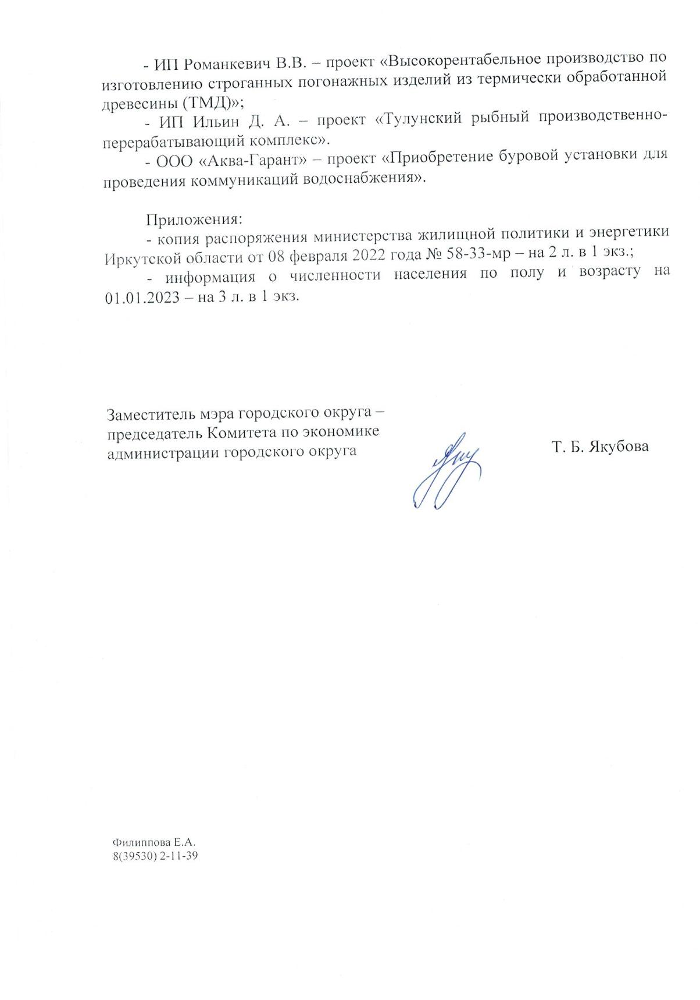 - ИП Романкевич В.В. – проект «Высокорентабельное производство по
изготовлению строганных погонажных изделий из термически обработанной
древесины (ТМД)»;
- ИП Ильин Д. А. – проект «Тулунский рыбный производственно-
перерабатывающий комплекс».
- ООО «Аква-Гарант» – проект «Приобретение буровой установки для
проведения коммуникаций водоснабжения».
Приложения:
- копия распоряжения министерства жилищной политики и энергетики
Иркутской области от 08 февраля 2022 года № 58-33-мр – на 2 л. в 1 экз.;
- информация о численности населения по полу и возрасту на
01.01.2023 – на 3 л. в 1 экз.
Заместитель мэра городского округа –
председатель Комитета по экономике
администрации городского округа
Т. Б. Якубова
Филиппова Е.А.
8(39530) 2-11-39